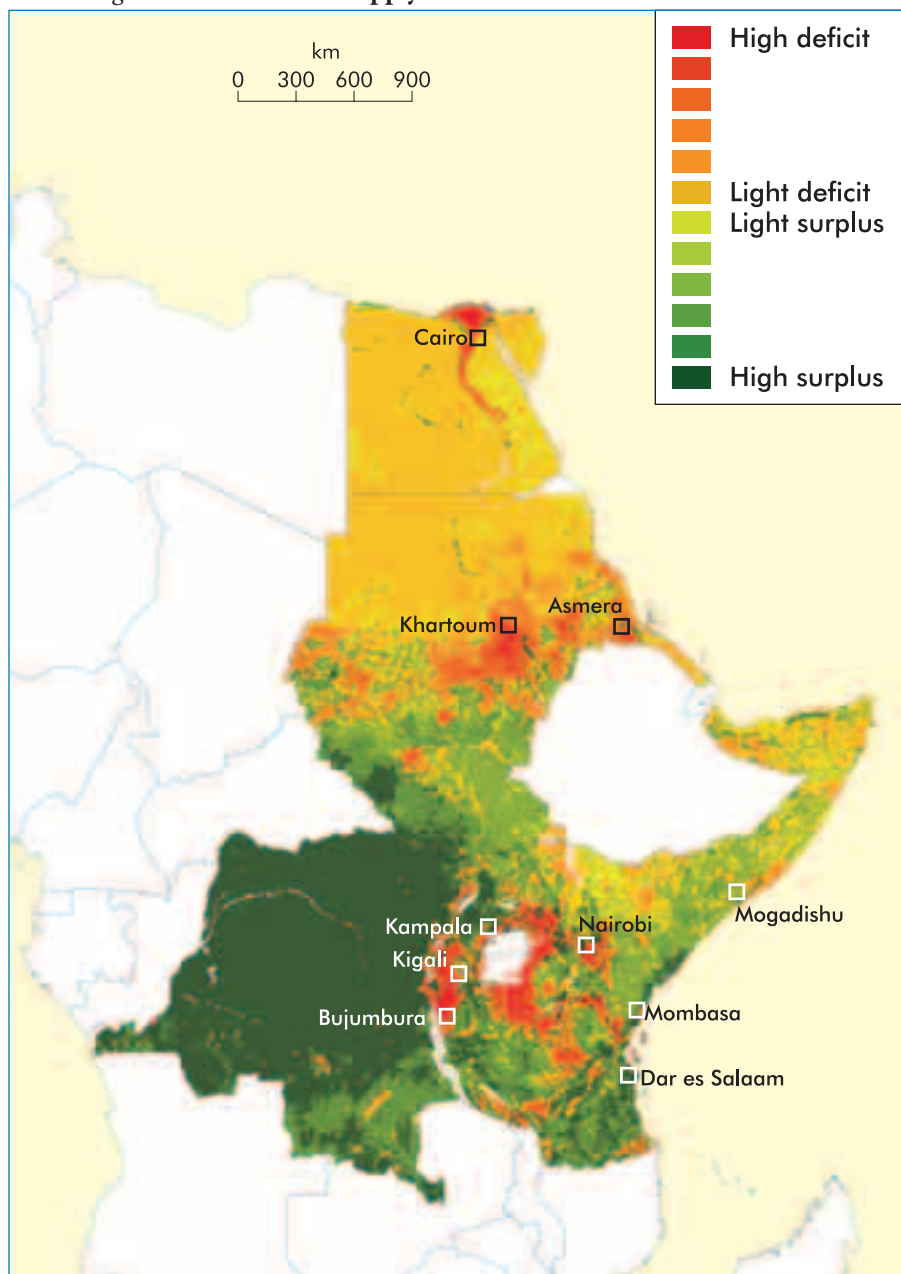 km
0 300 600 900
High deficit
Light deficit
Light surplus
High surplus
Cairo
Khartoum
Asmera
Mogadishu
Kampala
Nairobi
Kigali
Bujumbura
Mombasa
Dar es Salaam